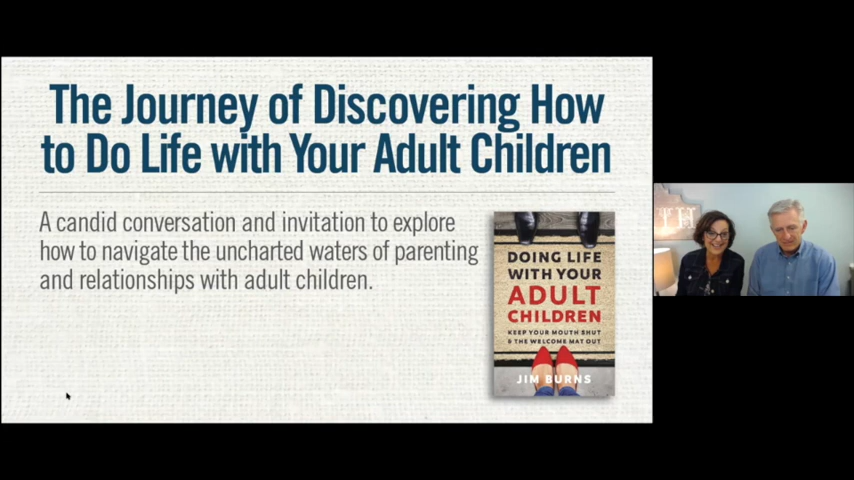 The Journey of Discovering How
to Do Life with Your Adult Children
A candid conversation and invitation to explore
how to navigate the uncharted waters of parenting
and relationships with adult children.
DOING LIFE
WITH YOUR
ADULT
CHILDREN
KEEP YOUR MOUTH SHUT
& THE WELCOME MAT OUT
JIM BURNS
TH